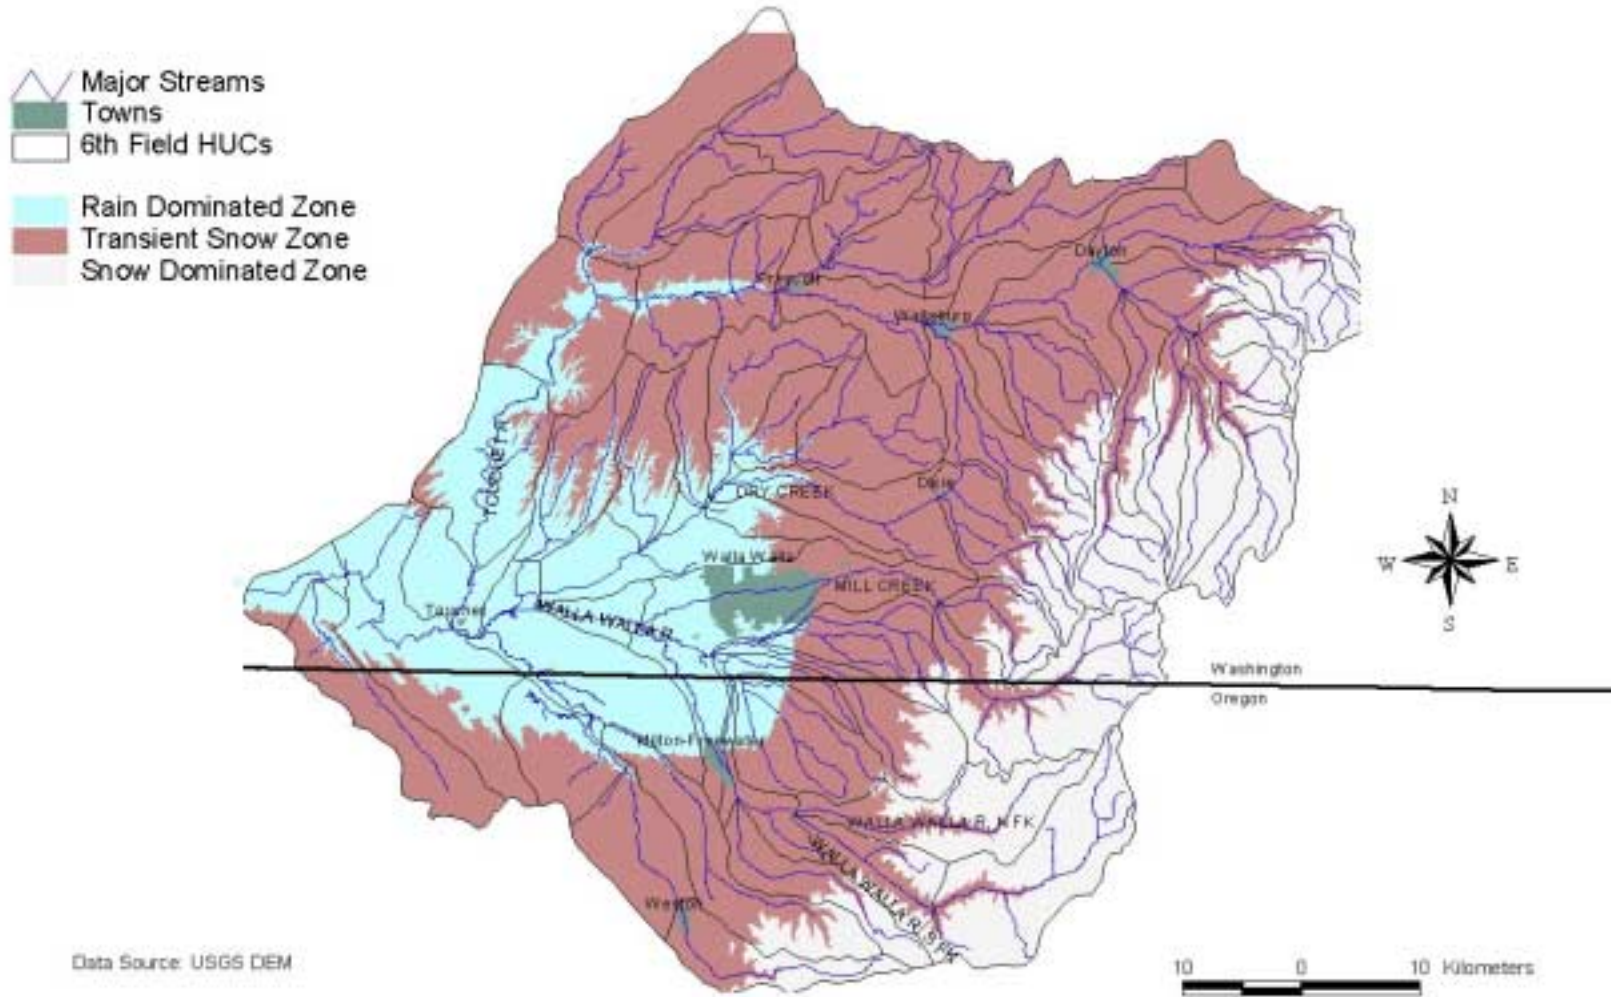 Major Streams
Towns
6th Field HUCs
Rain Dominated Zone
Transient Snow Zone
Snow Dominated Zone
Dayton
DRY CREEK
Dixie
Walla Walla
MILL CREEK
WALLA WALLA R.
Washington
Oregon
Milton-Freewater
WALLA WALLA R, N FK
WALLA WALLA R, S FK
Weston
N
W
E
S
Data Source: USGS DEM
10
0
10 Kilometers